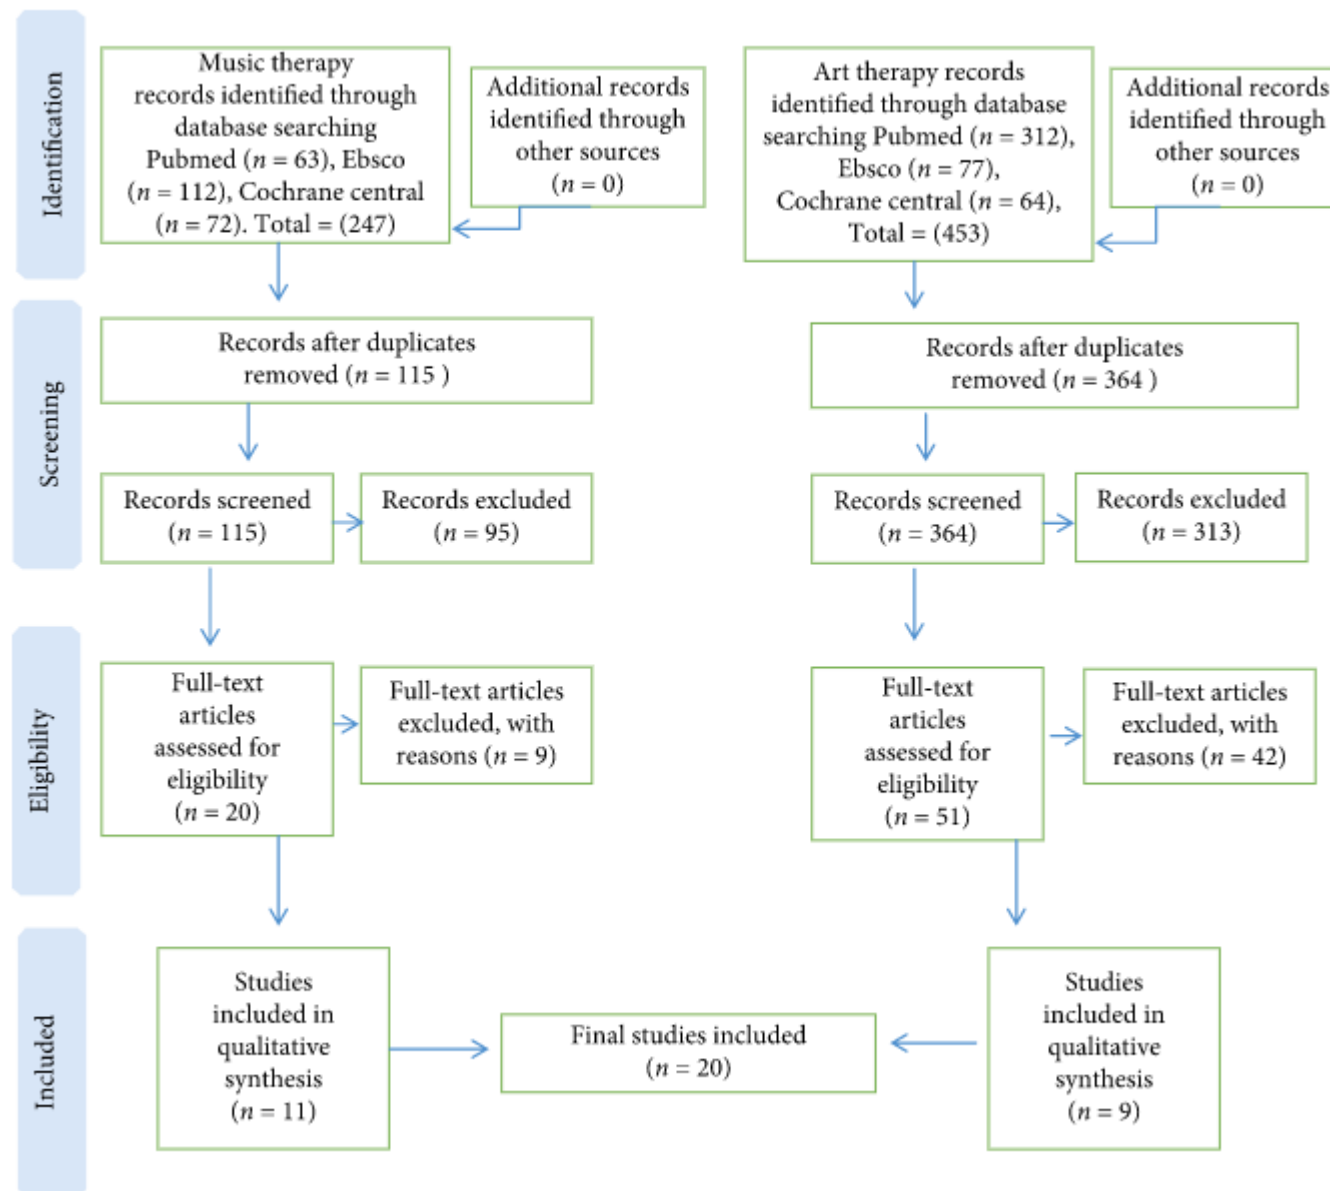 Identification
Music therapy
records identified through
database searching
Pubmed (n = 63), Ebsco
(n = 112), Cochrane central
(n = 72). Total = (247)
Additional records
identified through
other sources
(n = 0)
Art therapy records
identified through database
searching Pubmed (n = 312),
Ebsco (n = 77),
Cochrane central (n = 64),
Total = (453)
Additional records
identified through
other sources
(n = 0)
Screening
Records after duplicates
removed (n = 115 )
Records after duplicates
removed (n = 364 )
Records screened
(n = 115)
Records excluded
(n = 95)
Records screened
(n = 364)
Records excluded
(n = 313)
Eligibility
Full-text
articles
assessed for
eligibility
(n = 20)
Full-text articles
excluded, with
reasons (n = 9)
Full-text
articles
assessed for
eligibility
(n = 51)
Full-text articles
excluded, with
reasons (n = 42)
Included
Studies
included in
qualitative
synthesis
(n = 11)
Final studies included
(n = 20)
Studies
included in
qualitative
synthesis
(n = 9)